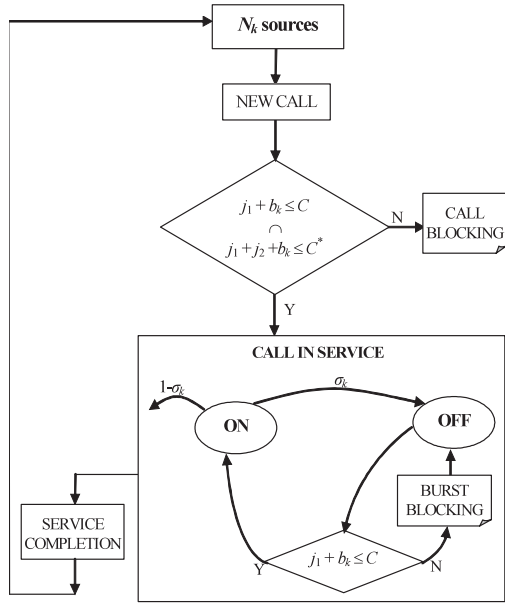 N_k sources
NEW CALL
j_1 + b_k ≤ C
∩
j_1 + j_2 + b_k ≤ C^*
N
CALL
BLOCKING
Y
CALL IN SERVICE
1-σ_k
σ_k
ON
OFF
BURST
BLOCKING
SERVICE
COMPLETION
j_1 + b_k ≤ C
Y
N